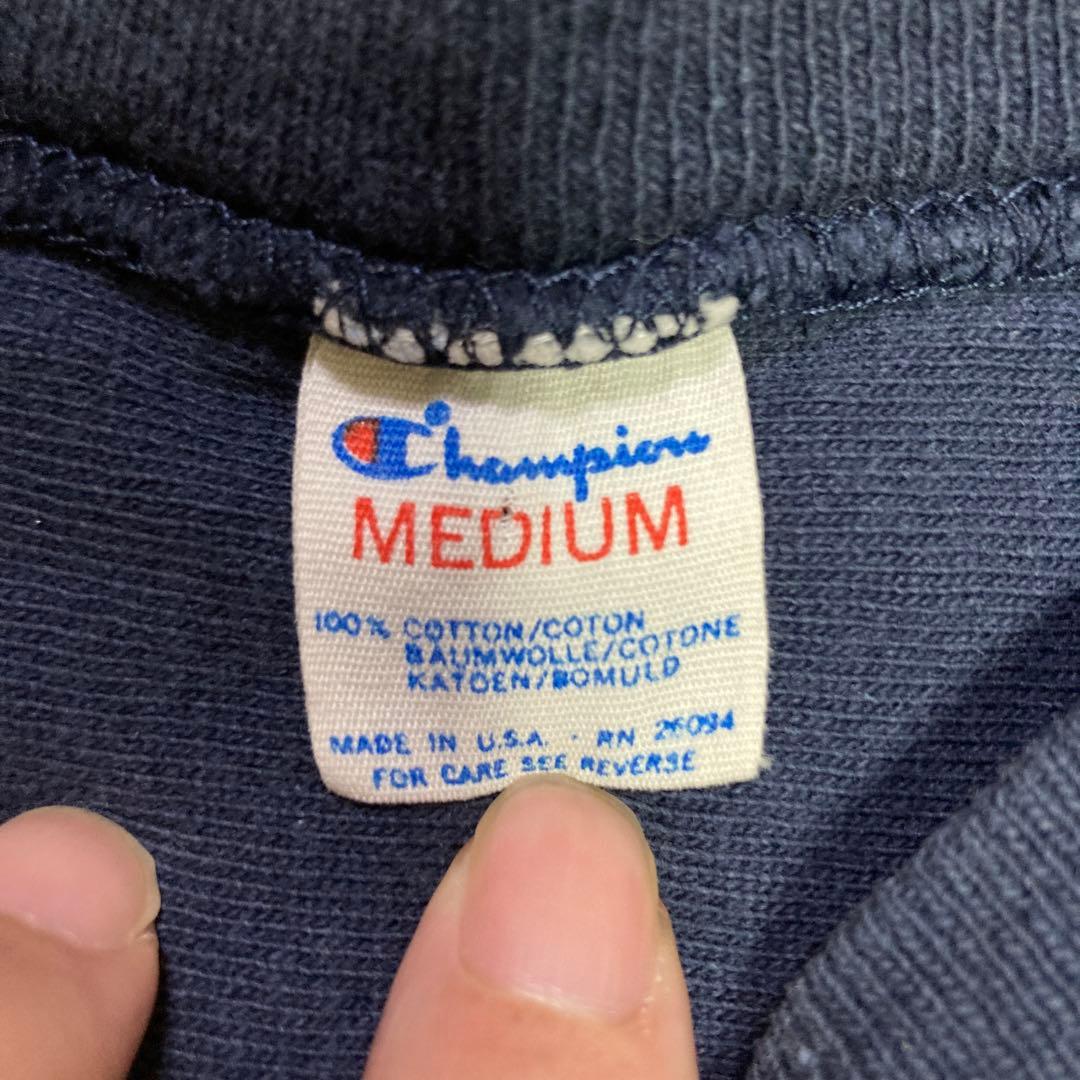 Champion
MEDIUM
100% COTTON/COTON
BAUMWOLLE/COTONE
KATOEN/BOMULD
MADE IN U.S.A. · RN 26094
FOR CARE SEE REVERSE